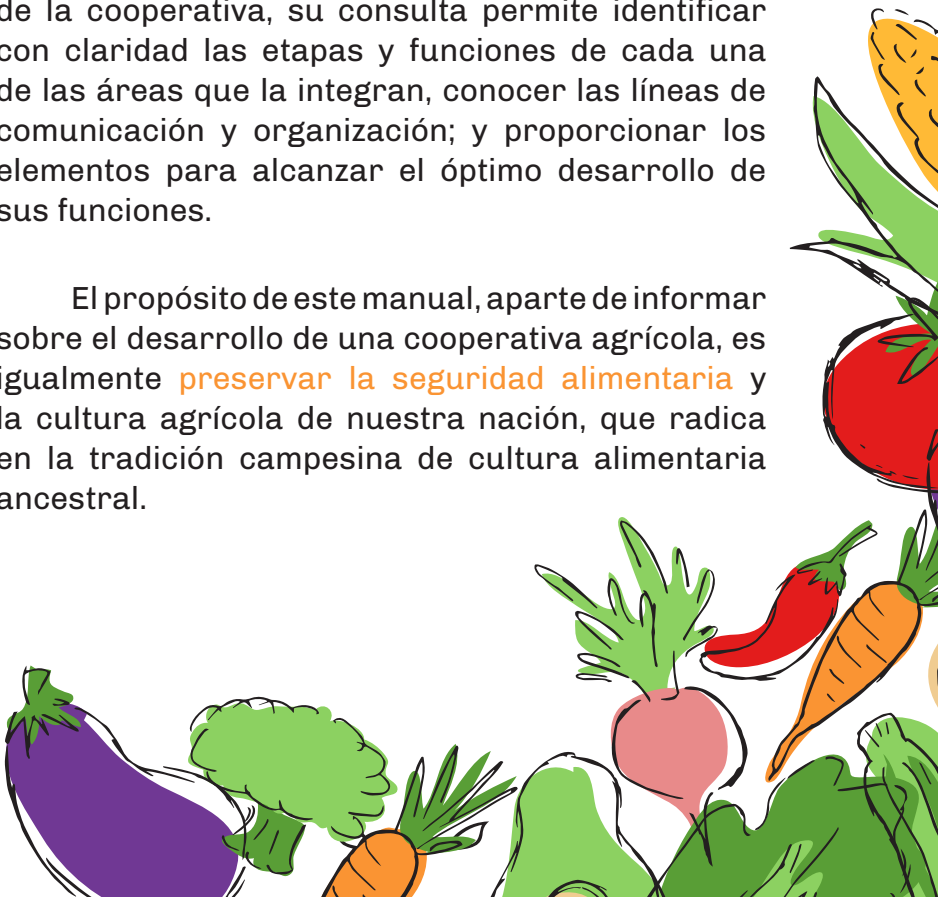 de la cooperativa, su consulta permite identificar
con claridad las etapas y funciones de cada una
de las áreas que la integran, conocer las líneas de
comunicación y organización; y proporcionar los
elementos para alcanzar el óptimo desarrollo de
sus funciones.
El propósito de este manual, aparte de informar
sobre el desarrollo de una cooperativa agrícola, es
igualmente preservar la seguridad alimentaria y
la cultura agrícola de nuestra nación, que radica
en la tradición campesina de cultura alimentaria
ancestral.